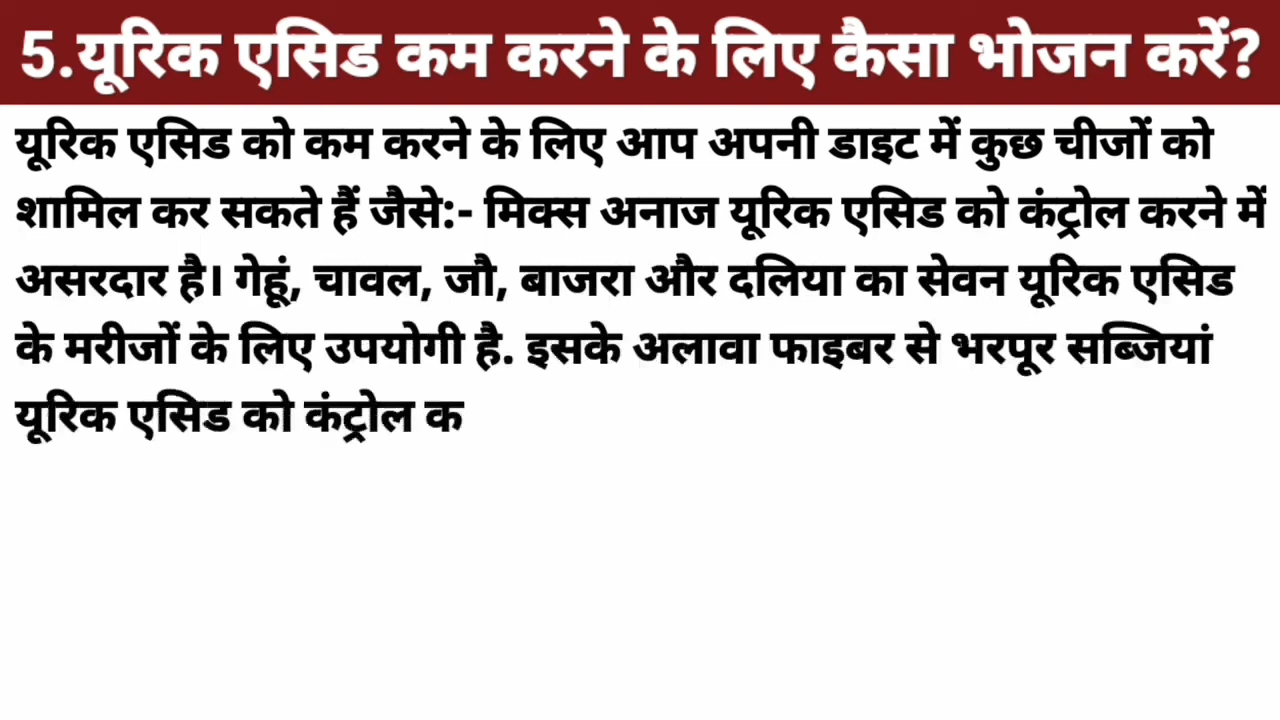 5.यूरिक एसिड कम करने के लिए कैसा भोजन करें?
यूरिक एसिड को कम करने के लिए आप अपनी डाइट में कुछ चीजों को
शामिल कर सकते हैं जैसे:- मिक्स अनाज यूरिक एसिड को कंट्रोल करने में
असरदार है। गेहूं, चावल, जौ, बाजरा और दलिया का सेवन यूरिक एसिड
के मरीजों के लिए उपयोगी है. इसके अलावा फाइबर से भरपूर सब्जियां
यूरिक एसिड को कंट्रोल क